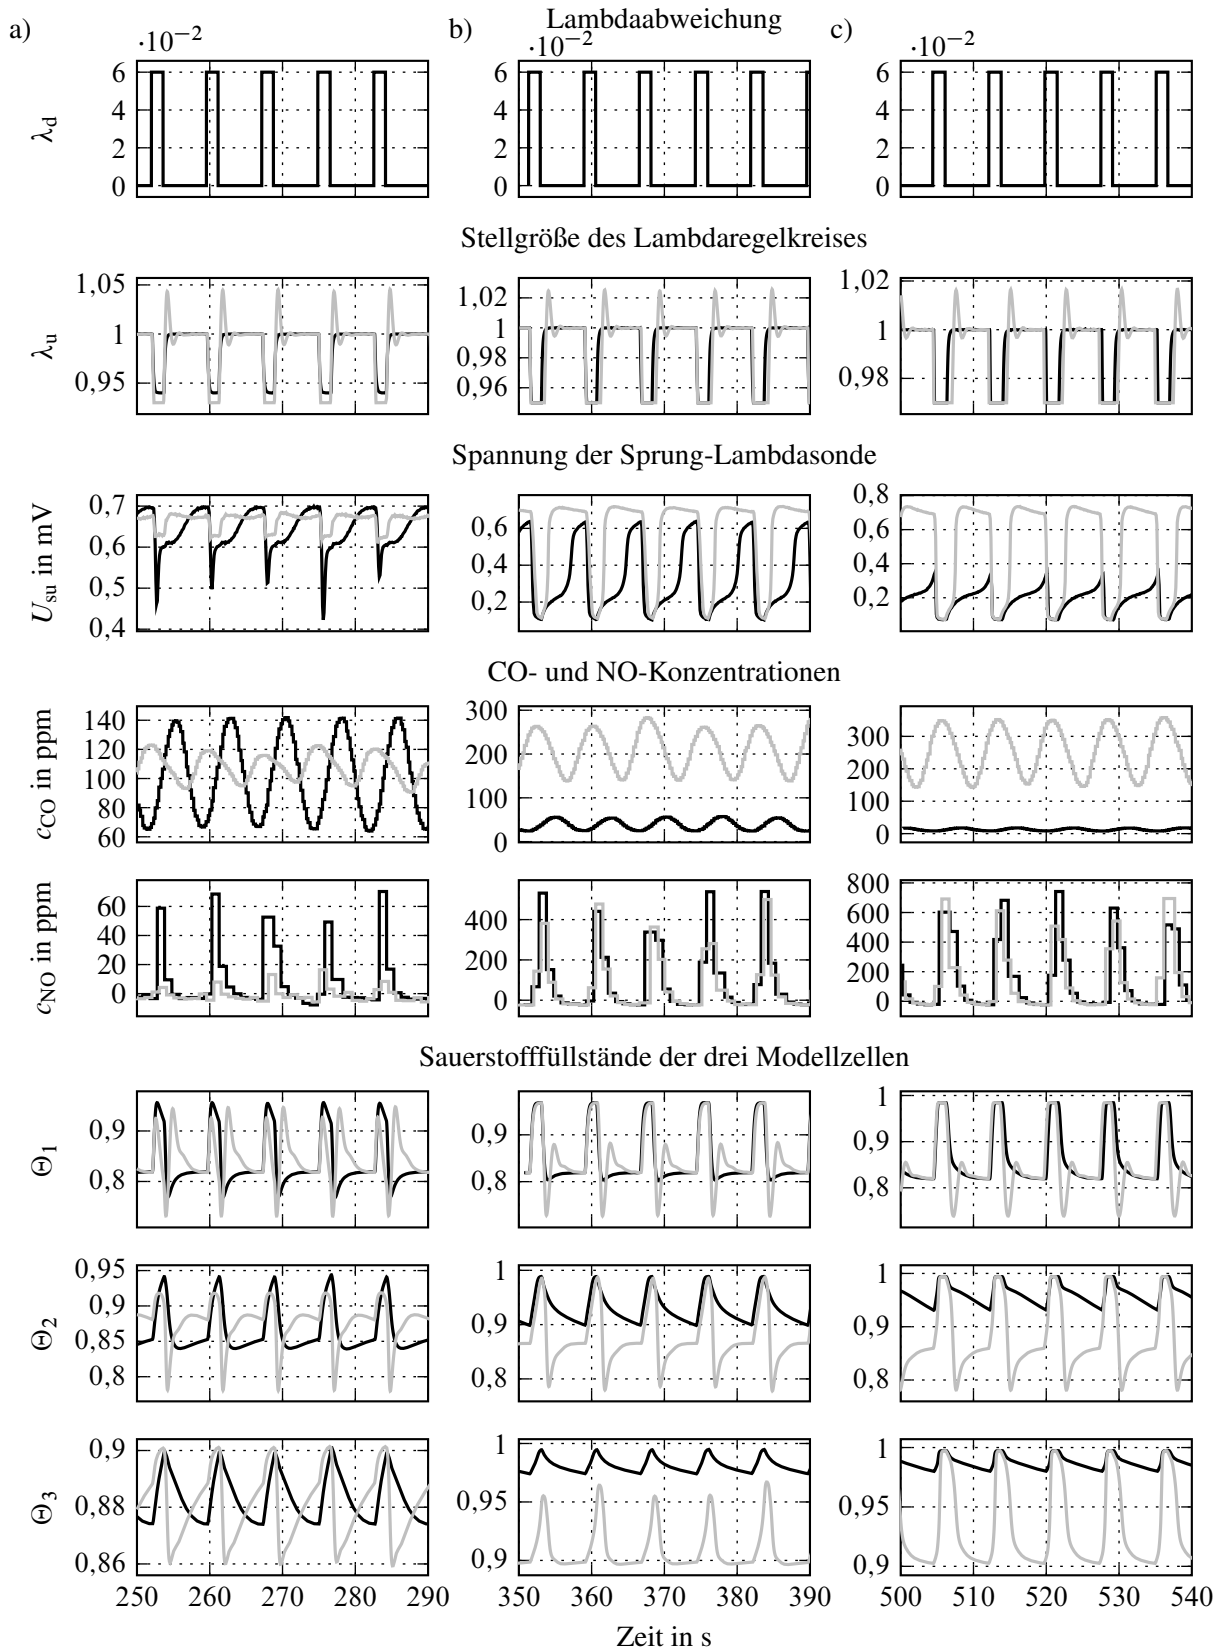 Lambdaabweichung
a) b) c)
·10−2 ·10−2 ·10−2
λd
6 6 6
4 4 4
2 2 2
0 0 0
Stellgröße des Lambdaregelkreises
λu
1,05 1,02 1,02
1 1 1
0,95 0,98 0,98
0,96
Spannung der Sprung-Lambdasonde
Usu in mV
0,7 0,6 0,8
0,6 0,4 0,6
0,5 0,2 0,4
0,4 0,2
CO- und NO-Konzentrationen
cCO in ppm
140 300 300
120 200 200
100 100 100
80 0 0
60
cNO in ppm
60 400 800
40 200 600
20 0 400
0 200
0
Sauerstofffüllstände der drei Modellzellen
Θ1
0,9 0,9 1
0,8 0,8 0,9
0,8
Θ2
0,95 1 1
0,9 0,9 0,9
0,85 0,8 0,8
0,8
Θ3
0,9 1 1
0,88 0,95 0,95
0,86 0,9 0,9
250 260 270 280 290 350 360 370 380 390 500 510 520 530 540
Zeit in s